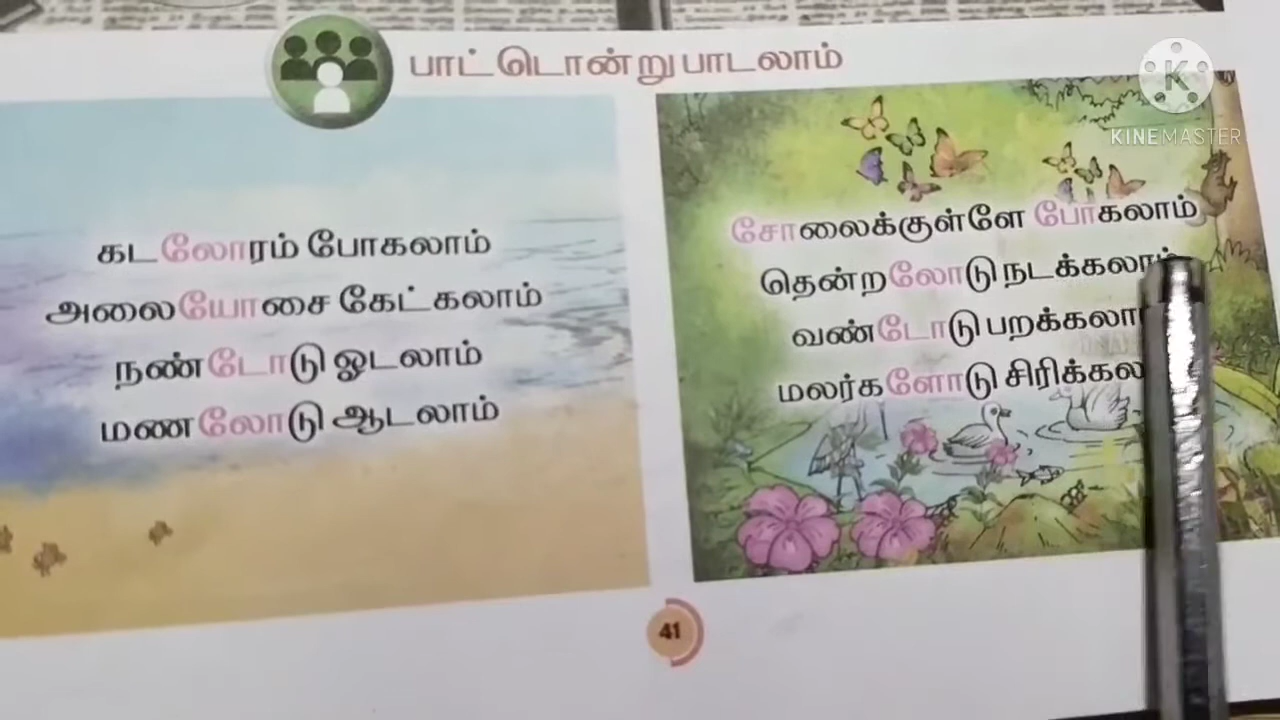 பாட்டொன்று பாடலாம்
கடலோரம் போகலாம்
அலையோசை கேட்கலாம்
நண்டோடு ஓடலாம்
மணலோடு ஆடலாம்
சோலைக்குள்ளே போகலாம்
தென்றலோடு நடக்கலாம்
வண்டோடு
மலர்களோடு
41
KINEMASTER